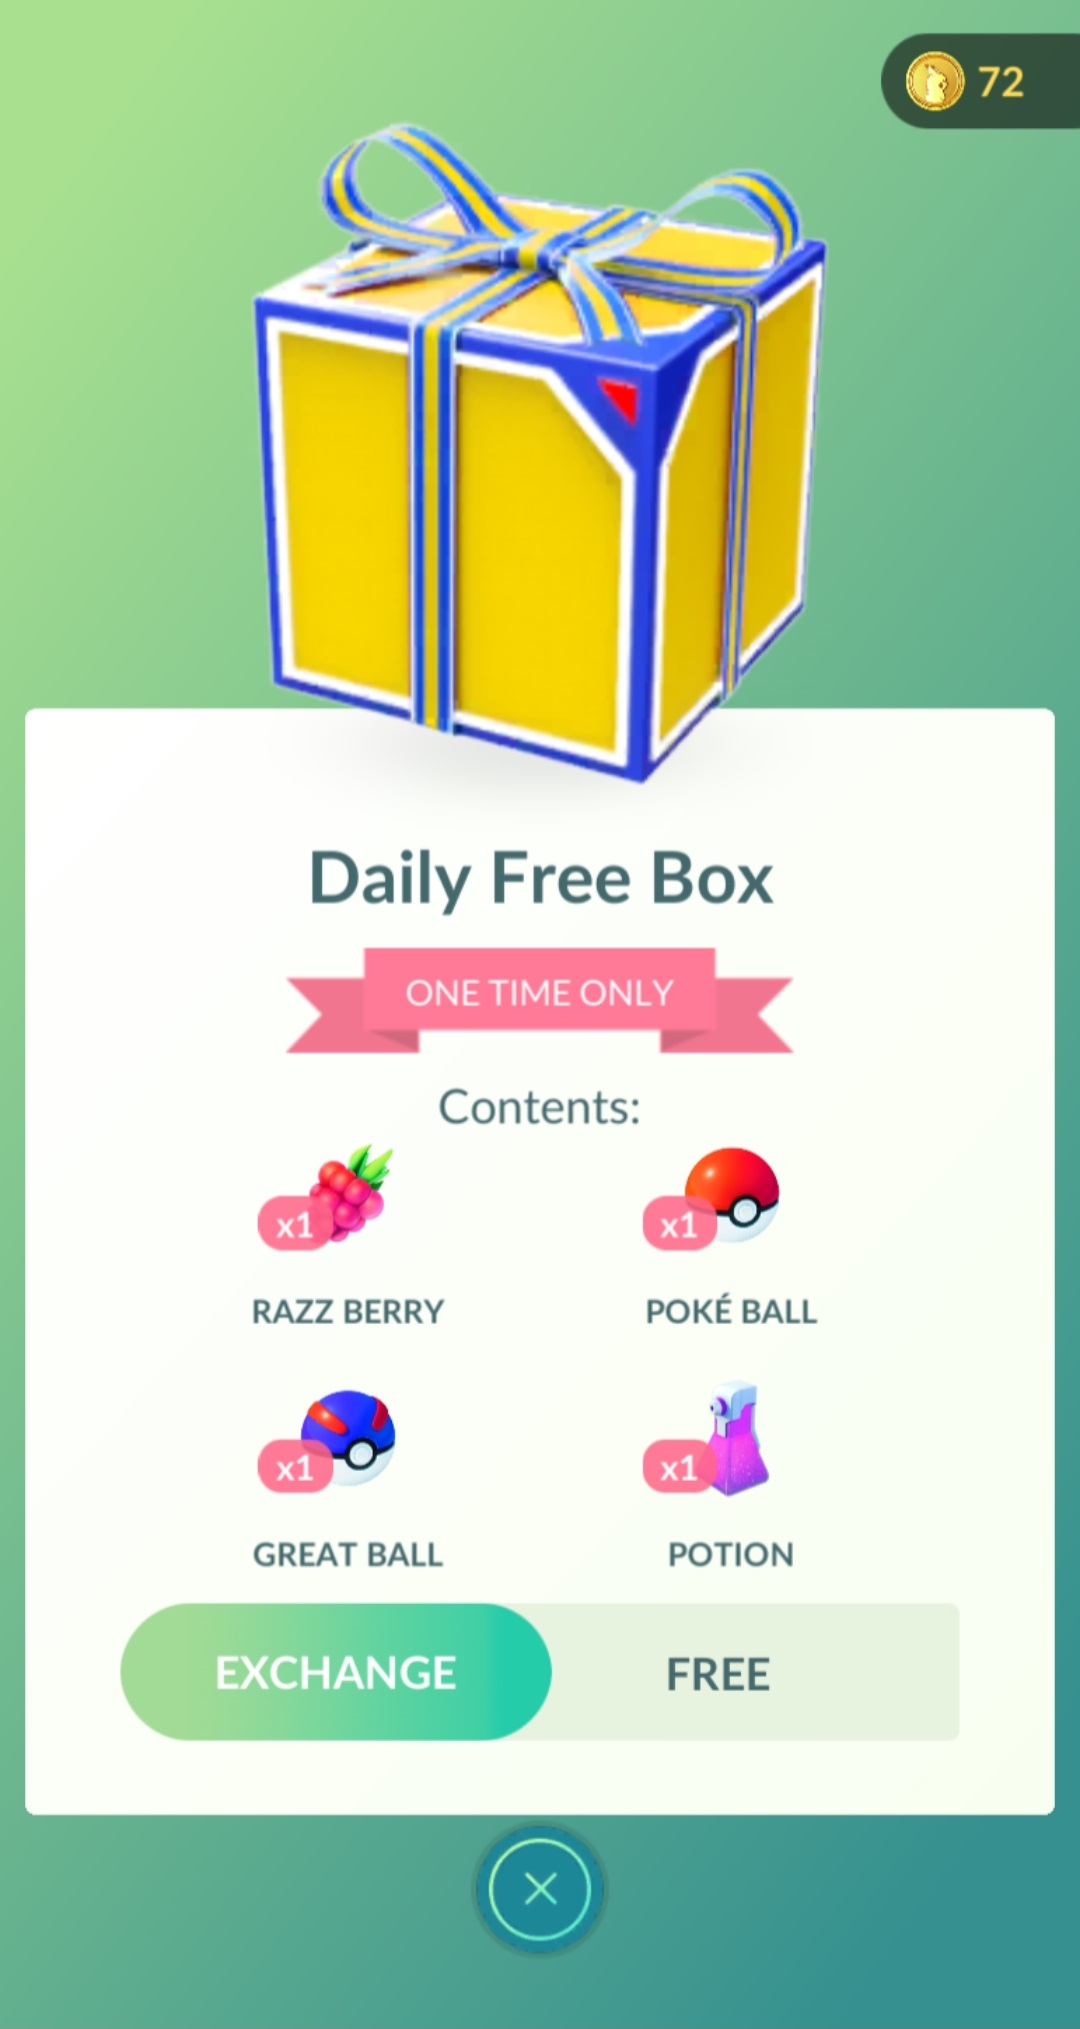 72
Daily Free Box
ONE TIME ONLY
Contents:
x1
RAZZ BERRY
x1
POKÉ BALL
x1
GREAT BALL
x1
POTION
EXCHANGE FREE